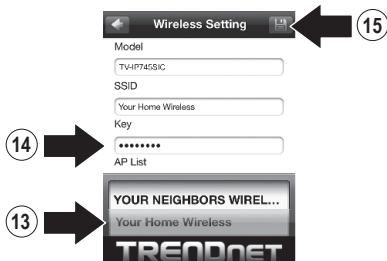 Wireless Setting
15
Model
TV-IP745SIC
SSID
Your Home Wireless
Key
••••••••
14
AP List
YOUR NEIGHBORS WIREL...
13
Your Home Wireless
TRENDNET